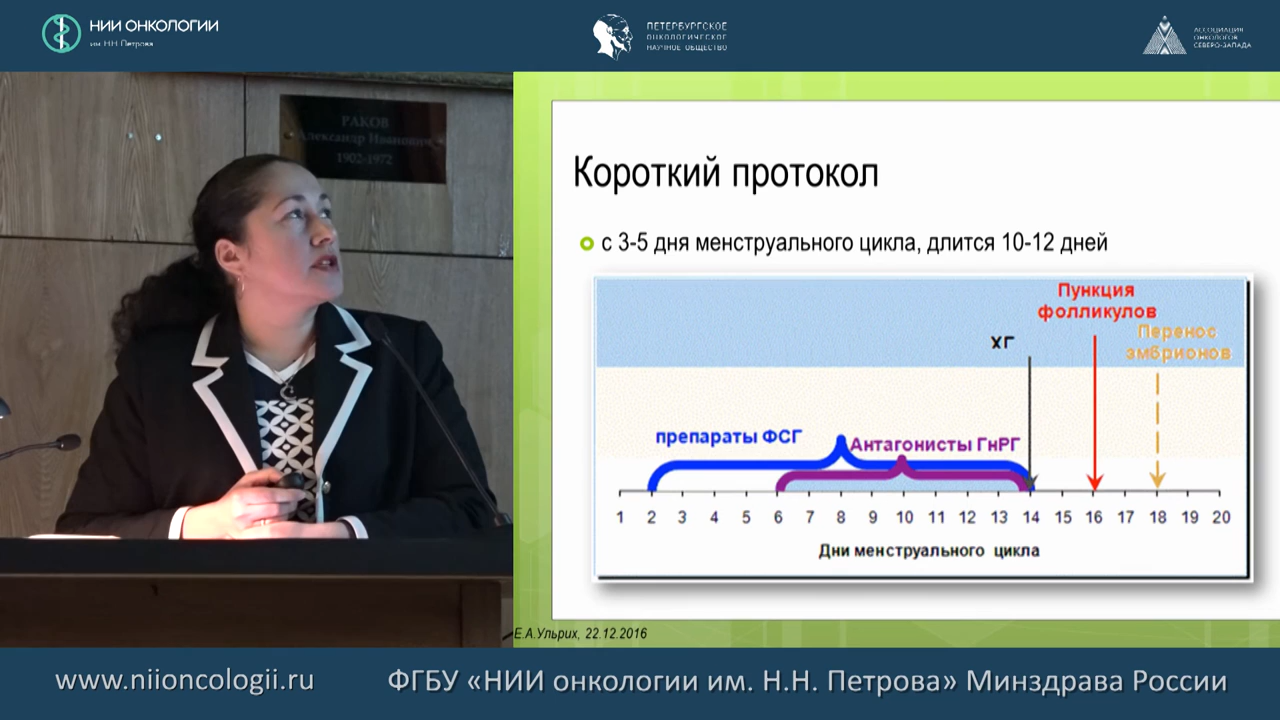 НИИ ОНКОЛОГИИ
им. Н.Н. Петрова
ПЕТЕРБУРГСКОЕ
ОНКОЛОГИЧЕСКОЕ
НАУЧНОЕ ОБЩЕСТВО
АССОЦИАЦИЯ
ОНКОЛОГОВ
СЕВЕРО-ЗАПАДА
РАКОВ
Александр Иванович
1902-1972
Короткий протокол
с 3-5 дня менструального цикла, длится 10-12 дней
Пункция
фолликулов
Перенос
эмбрионов
ХГ
препараты ФСГ
Антагонисты ГнРГ
1 2 3 4 5 6 7 8 9 10 11 12 13 14 15 16 17 18 19 20
Дни менструального цикла
Е.А.Ульрих, 22.12.2016
www.niioncologii.ru
ФГБУ «НИИ онкологии им. Н.Н. Петрова» Минздрава России